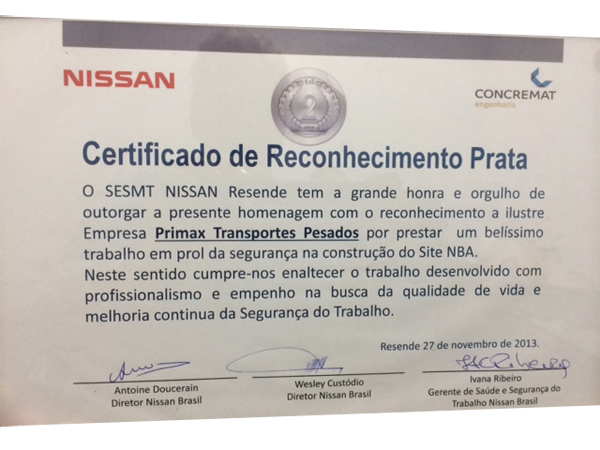 NISSAN
2
CONCREMAT
engenharia
Certificado de Reconhecimento Prata
O SESMT NISSAN Resende tem a grande honra e orgulho de
outorgar a presente homenagem com o reconhecimento a ilustre
Empresa Primax Transportes Pesados por prestar um belíssimo
trabalho em prol da segurança na construção do Site NBA.
Neste sentido cumpre-nos enaltecer o trabalho desenvolvido com
profissionalismo e empenho na busca da qualidade de vida e
melhoria continua da Segurança do Trabalho.
Resende 27 de novembro de 2013.
Antoine Doucerain
Diretor Nissan Brasil
Wesley Custódio
Diretor Nissan Brasil
Ivana Ribeiro
Gerente de Saúde e Segurança do
Trabalho Nissan Brasil